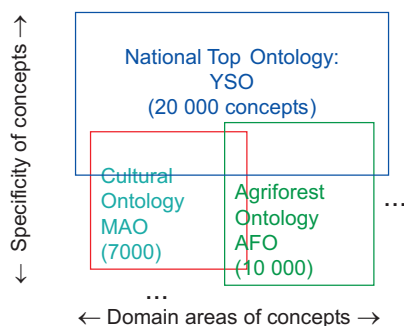 ← Specificity of concepts →
National Top Ontology:
YSO
(20 000 concepts)
Cultural
Ontology
MAO
(7000)
Agriforest
Ontology
AFO
(10 000)
...
...
← Domain areas of concepts →